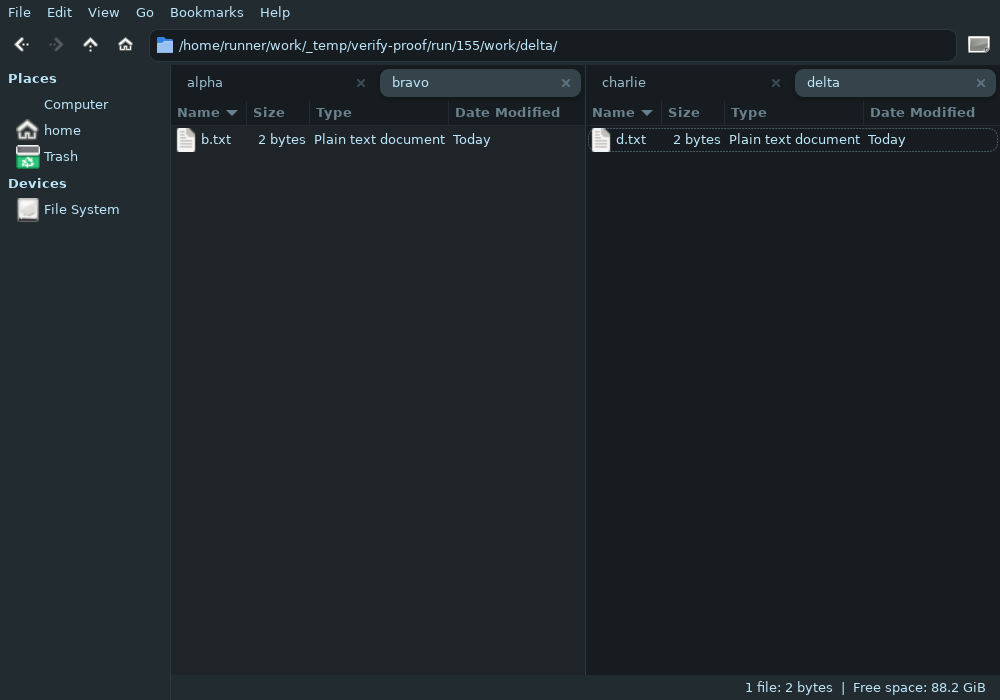 File Edit View Go Bookmarks Help
/home/runner/work/_temp/verify-proof/run/155/work/delta/
Places
Computer
home
Trash
Devices
File System
alpha bravo
Name Size Type Date Modified
b.txt 2 bytes Plain text document Today
charlie delta
Name Size Type Date Modified
d.txt 2 bytes Plain text document Today
1 file: 2 bytes | Free space: 88.2 GiB